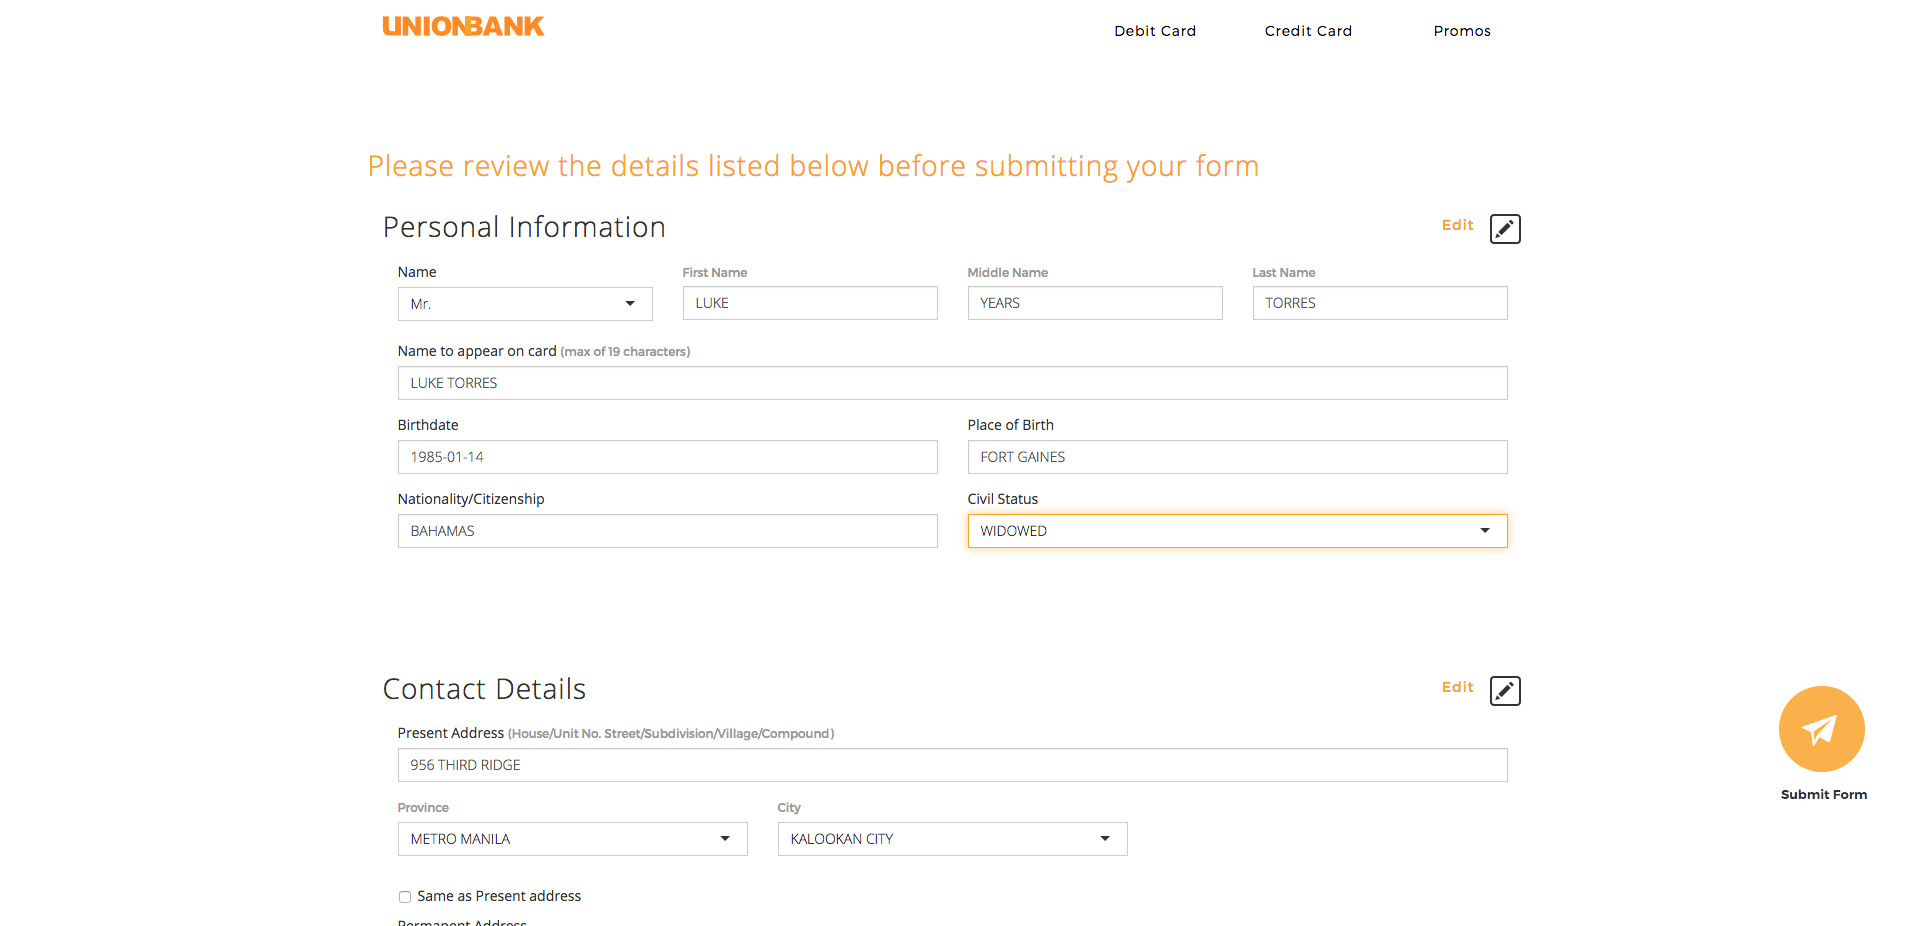 UNIONBANK
Debit Card Credit Card Promos
Please review the details listed below before submitting your form
Personal Information Edit
Name First Name Middle Name Last Name
Mr. LUKE YEARS TORRES
Name to appear on card (max of 19 characters)
LUKE TORRES
Birthdate Place of Birth
1985-01-14 FORT GAINES
Nationality/Citizenship Civil Status
BAHAMAS WIDOWED
Contact Details Edit
Present Address (House/Unit No. Street/Subdivision/Village/Compound)
956 THIRD RIDGE
Submit Form
Province City
METRO MANILA KALOOKAN CITY
Same as Present address
Permanent Address